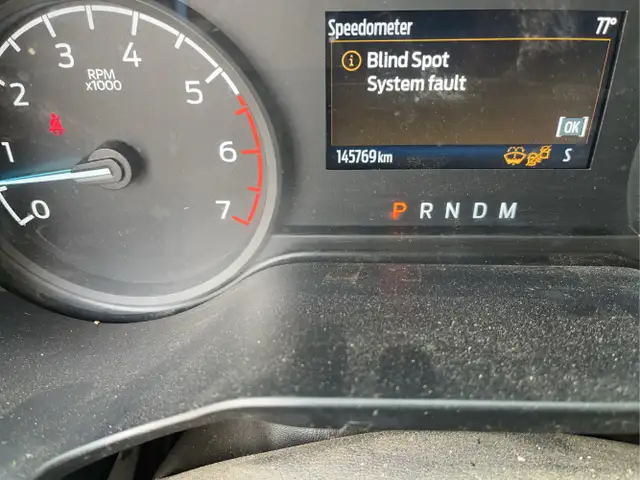 Speedometer 77°
Blind Spot
System fault
OK
145769 km S
P R N D M
0
1
2
3
4
5
6
7
RPM
x1000